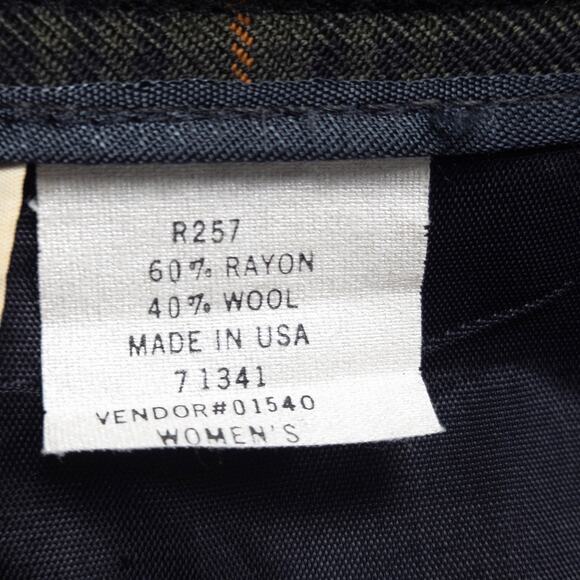 R257
60% RAYON
40% WOOL
MADE IN USA
71341
VENDOR#01540
WOMEN'S